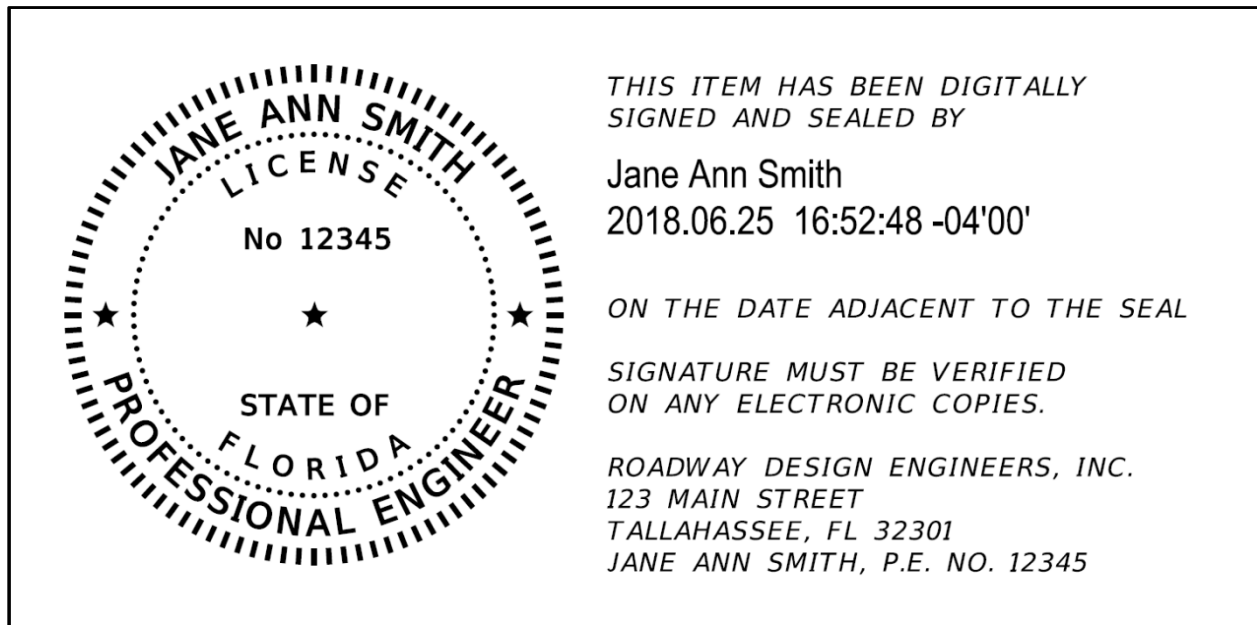 JANE ANN SMITH
LICENSE
No 12345
STATE OF
FLORIDA
PROFESSIONAL ENGINEER
THIS ITEM HAS BEEN DIGITALLY
SIGNED AND SEALED BY
Jane Ann Smith
2018.06.25 16:52:48 -04'00'
ON THE DATE ADJACENT TO THE SEAL
SIGNATURE MUST BE VERIFIED
ON ANY ELECTRONIC COPIES.
ROADWAY DESIGN ENGINEERS, INC.
123 MAIN STREET
TALLAHASSEE, FL 32301
JANE ANN SMITH, P.E. NO. 12345